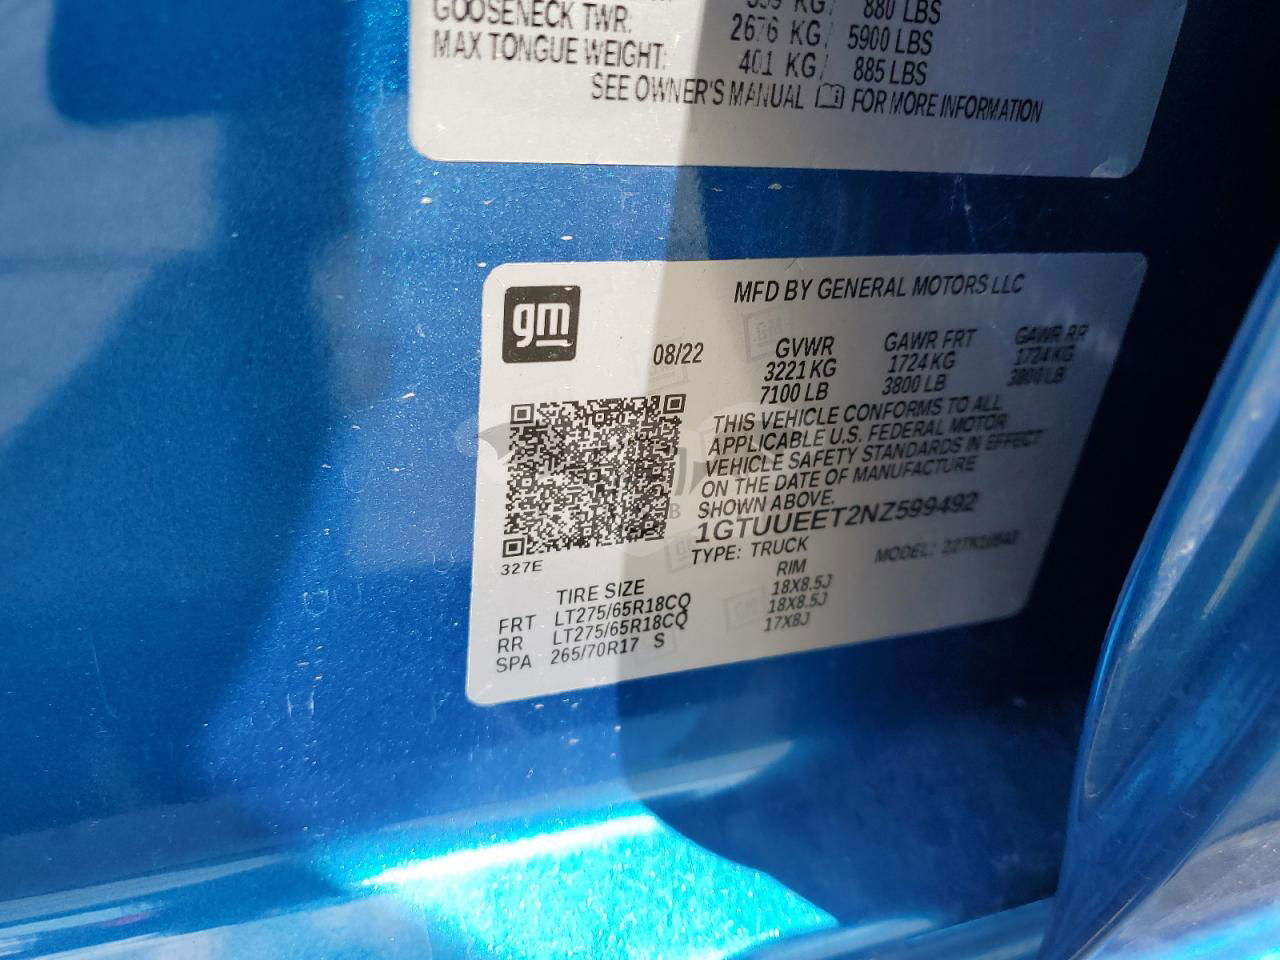 880 LBS
GOOSENECK TWR: 2676 KG/ 5900 LBS
MAX TONGUE WEIGHT: 401 KG/ 885 LBS
SEE OWNER'S MANUAL FOR MORE INFORMATION
gm
MFD BY GENERAL MOTORS LLC
08/22 GVWR GAWR FRT GAWR RR
3221 KG 1724 KG 1724 KG
7100 LB 3800 LB 3800 LB
THIS VEHICLE CONFORMS TO ALL
APPLICABLE U.S. FEDERAL MOTOR
VEHICLE SAFETY STANDARDS IN EFFECT
ON THE DATE OF MANUFACTURE
SHOWN ABOVE.
1GTUUEET2NZ599492
TYPE: TRUCK MODEL:
327E
TIRE SIZE RIM
FRT LT275/65R18CQ 18X8.5J
RR LT275/65R18CQ 18X8.5J
SPA 265/70R17 S 17X8J